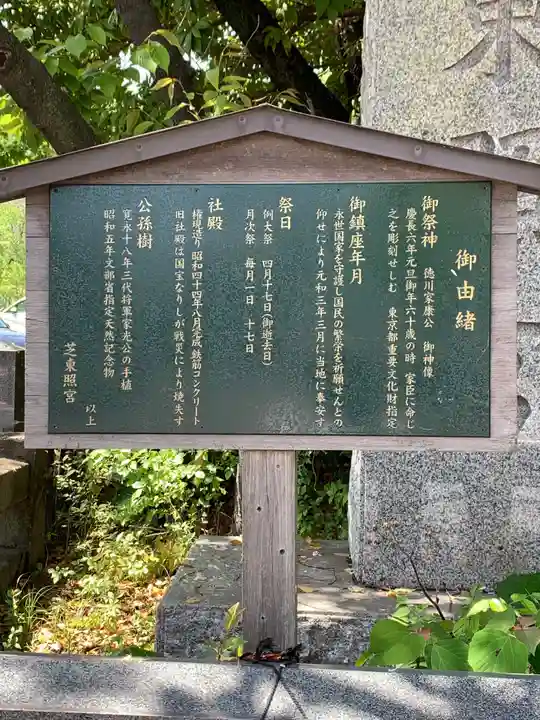 御由緒
御祭神　徳川家康公　御神像
慶長六年元旦御年六十歳の時　家臣に命じ
之を彫刻せしむ　東京都重要文化財指定
御鎮座年月
永世国家を守護し国民の繁栄を祈願せんとの
仰せにより元和三年三月に当地に奉安す
祭日
例大祭　四月十七日(御逝去日)
月次祭　毎月一日　十七日
社殿
権現造り　昭和四十四年八月完成　鉄筋コンクリート
旧社殿は国宝なりしが戦災により焼失す
公孫樹
寛永十八年三代将軍家光公の手植
昭和五年文部省指定天然記念物
以上
芝東照宮
東